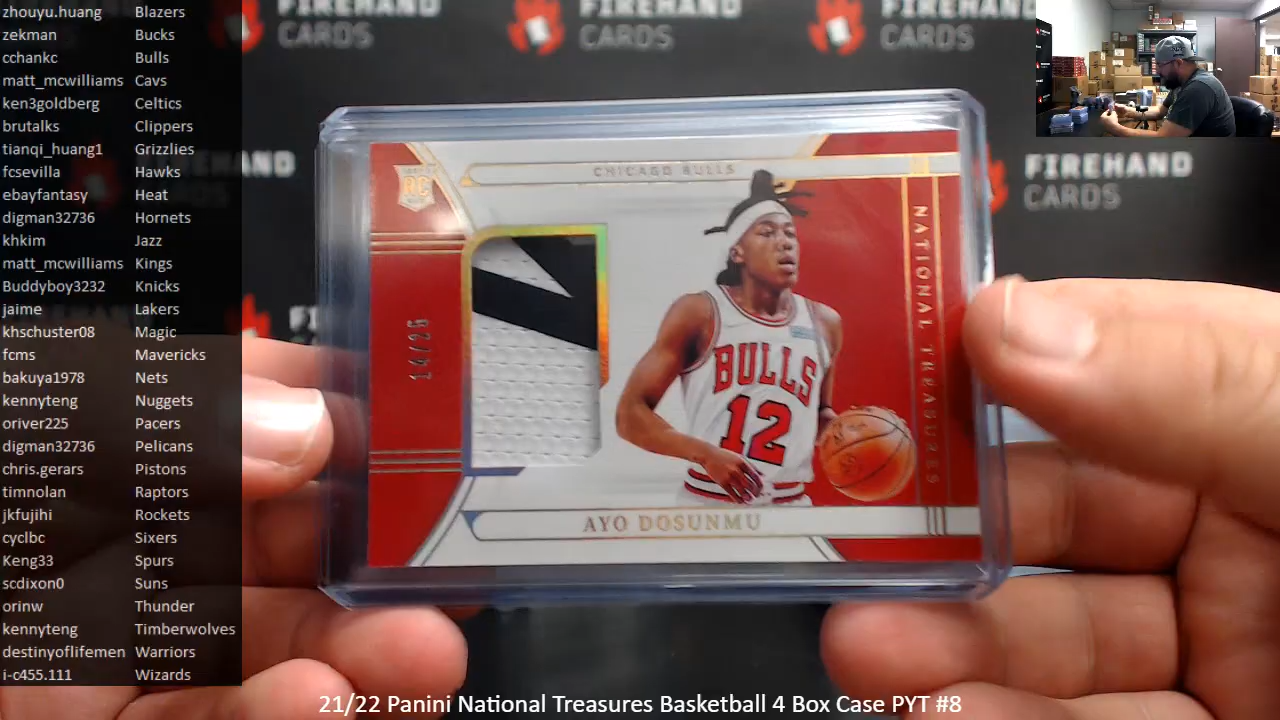 zhouyu.huang Blazers
zekman Bucks
cchankc Bulls
matt_mcwilliams Cavs
ken3goldberg Celtics
brutalks Clippers
tianqi_huang1 Grizzlies
fcsevilla Hawks
ebayfantasy Heat
digman32736 Hornets
khkim Jazz
matt_mcwilliams Kings
Buddyboy3232 Knicks
jaime Lakers
khschuster08 Magic
fcms Mavericks
bakuya1978 Nets
kennyteng Nuggets
oriver225 Pacers
digman32736 Pelicans
chris.gerars Pistons
timnolan Raptors
jkfujihi Rockets
cyclbc Sixers
Keng33 Spurs
scdixon0 Suns
orinw Thunder
kennyteng Timberwolves
destinyoflifemen Warriors
i-c455.111 Wizards
FIREHAND
CARDS
FIREHAND
CARDS
FIREHAND
CARDS
FIREHAND
CARDS
RC
CHICAGO BULLS
NATIONAL TREASURES
14/25
BULLS
12
AYO DOSUNMU
21/22 Panini National Treasures Basketball 4 Box Case PYT #8